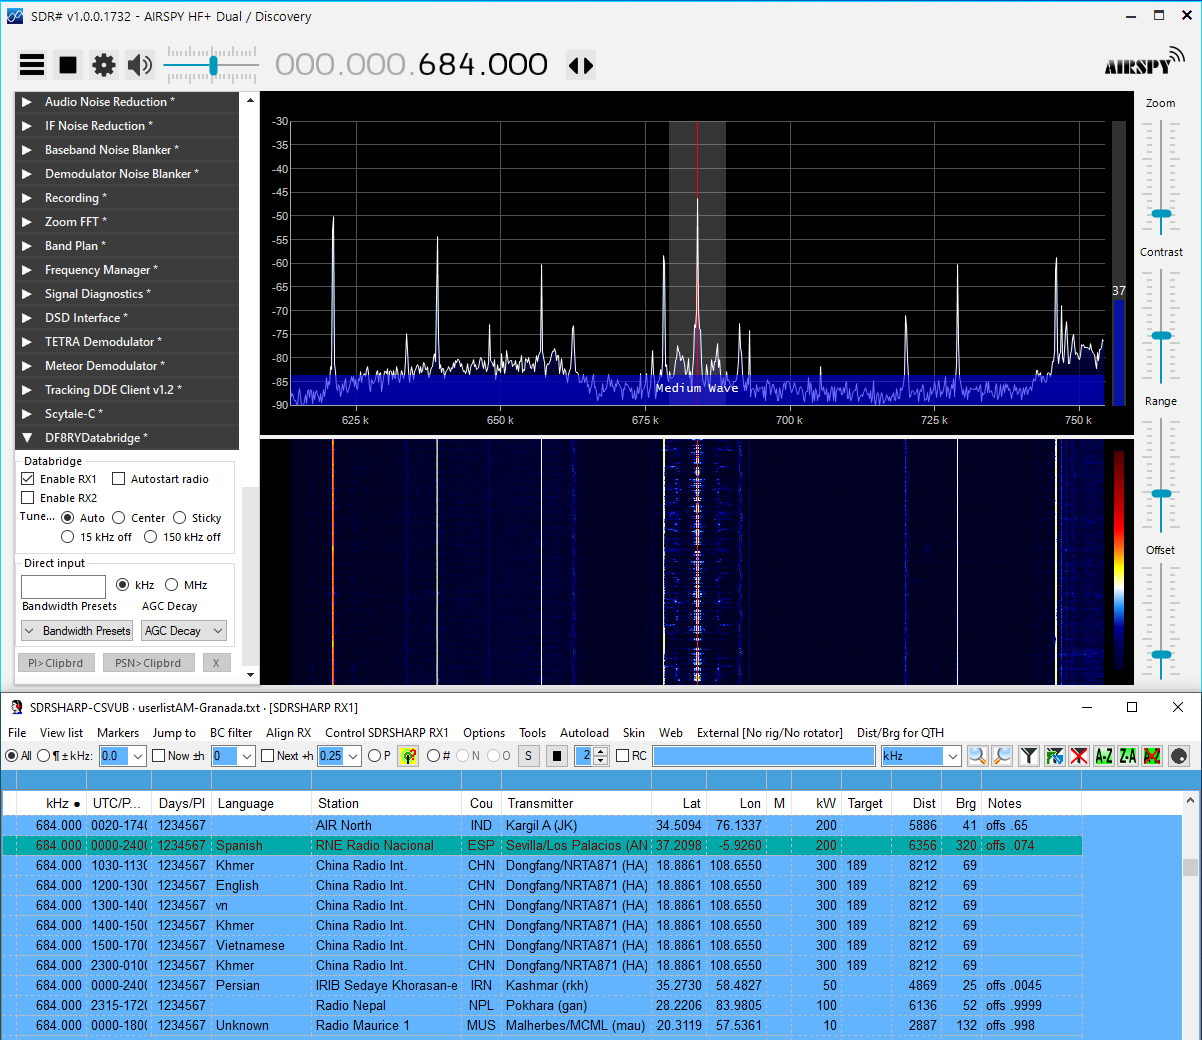 SDR# v1.0.0.1732 - AIRSPY HF+ Dual / Discovery
000.000.684.000
AIRSPY
Audio Noise Reduction *
IF Noise Reduction *
Baseband Noise Blanker *
Demodulator Noise Blanker *
Recording *
Zoom FFT *
Band Plan *
Frequency Manager *
Signal Diagnostics *
DSD Interface *
TETRA Demodulator *
Meteor Demodulator *
Tracking DDE Client v1.2 *
Scytale-C *
DF8RYDatabridge *
Databridge
Enable RX1 Autostart radio
Enable RX2
Tune... Auto Center Sticky
15 kHz off 150 kHz off
Direct input
kHz MHz
Bandwidth Presets AGC Decay
Bandwidth Presets AGC Decay
PI>Clipbrd PSN>Clipbrd X
-30
-35
-40
-45
-50
-55
-60
-65
-70
-75
-80
-85
-90
Medium Wave
625 k 650 k 675 k 700 k 725 k 750 k
37
Zoom
Contrast
Range
Offset
SDRSHARP-CSVUB · userlistAM-Granada.txt · [SDRSHARP RX1]
File View list Markers Jump to BC filter Align RX Control SDRSHARP RX1 Options Tools Autoload Skin Web External [No rig/No rotator] Dist/Brg for QTH
All ¶ ± kHz: 0.0 Now ±h 0 Next +h 0.25 P # N O S 2 RC kHz A-Z Z-A
kHz ● UTC/P... Days/PI Language Station Cou Transmitter Lat Lon M kW Target Dist Brg Notes
684.000 0020-1740 1234567 AIR North IND Kargil A (JK) 34.5094 76.1337 200 5886 41 offs .65
684.000 0000-2400 1234567 Spanish RNE Radio Nacional ESP Sevilla/Los Palacios (AN 37.2098 -5.9260 200 6356 320 offs .074
684.000 1030-1130 1234567 Khmer China Radio Int. CHN Dongfang/NRTA871 (HA) 18.8861 108.6550 300 189 8212 69
684.000 1200-1300 1234567 English China Radio Int. CHN Dongfang/NRTA871 (HA) 18.8861 108.6550 300 189 8212 69
684.000 1300-1400 1234567 vn China Radio Int. CHN Dongfang/NRTA871 (HA) 18.8861 108.6550 300 189 8212 69
684.000 1400-1500 1234567 Khmer China Radio Int. CHN Dongfang/NRTA871 (HA) 18.8861 108.6550 300 189 8212 69
684.000 1500-1700 1234567 Vietnamese China Radio Int. CHN Dongfang/NRTA871 (HA) 18.8861 108.6550 300 189 8212 69
684.000 2300-0100 1234567 Khmer China Radio Int. CHN Dongfang/NRTA871 (HA) 18.8861 108.6550 300 189 8212 69
684.000 0000-2400 1234567 Persian IRIB Sedaye Khorasan-e IRN Kashmar (rkh) 35.2730 58.4827 50 4869 25 offs .0045
684.000 2315-1720 1234567 Radio Nepal NPL Pokhara (gan) 28.2206 83.9805 100 6136 52 offs .9999
684.000 0000-1800 1234567 Unknown Radio Maurice 1 MUS Malherbes/MCML (mau) 20.3119 57.5361 10 2887 132 offs .998